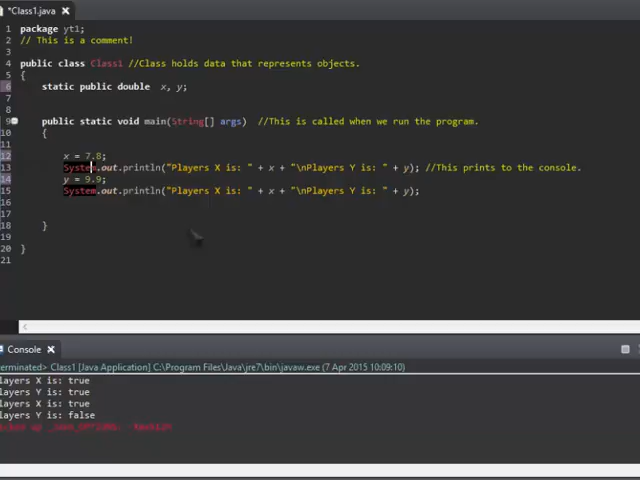 *Class1.java
1 package yt1;
2 // This is a comment!
3
4 public class Class1 //Class holds data that represents objects.
5 {
6 static public double x, y;
7
8
9 public static void main(String[] args) //This is called when we run the program.
10 {
11
12 x = 7.8;
13 System.out.println("Players X is: " + x + "\nPlayers Y is: " + y); //This prints to the console.
14 y = 9.9;
15 System.out.println("Players X is: " + x + "\nPlayers Y is: " + y);
16
17
18 }
19
20 }
21
Console
terminated> Class1 [Java Application] C:\Program Files\Java\jre7\bin\javaw.exe (7 Apr 2015 10:09:10)
layers X is: true
layers Y is: true
layers X is: true
layers Y is: false